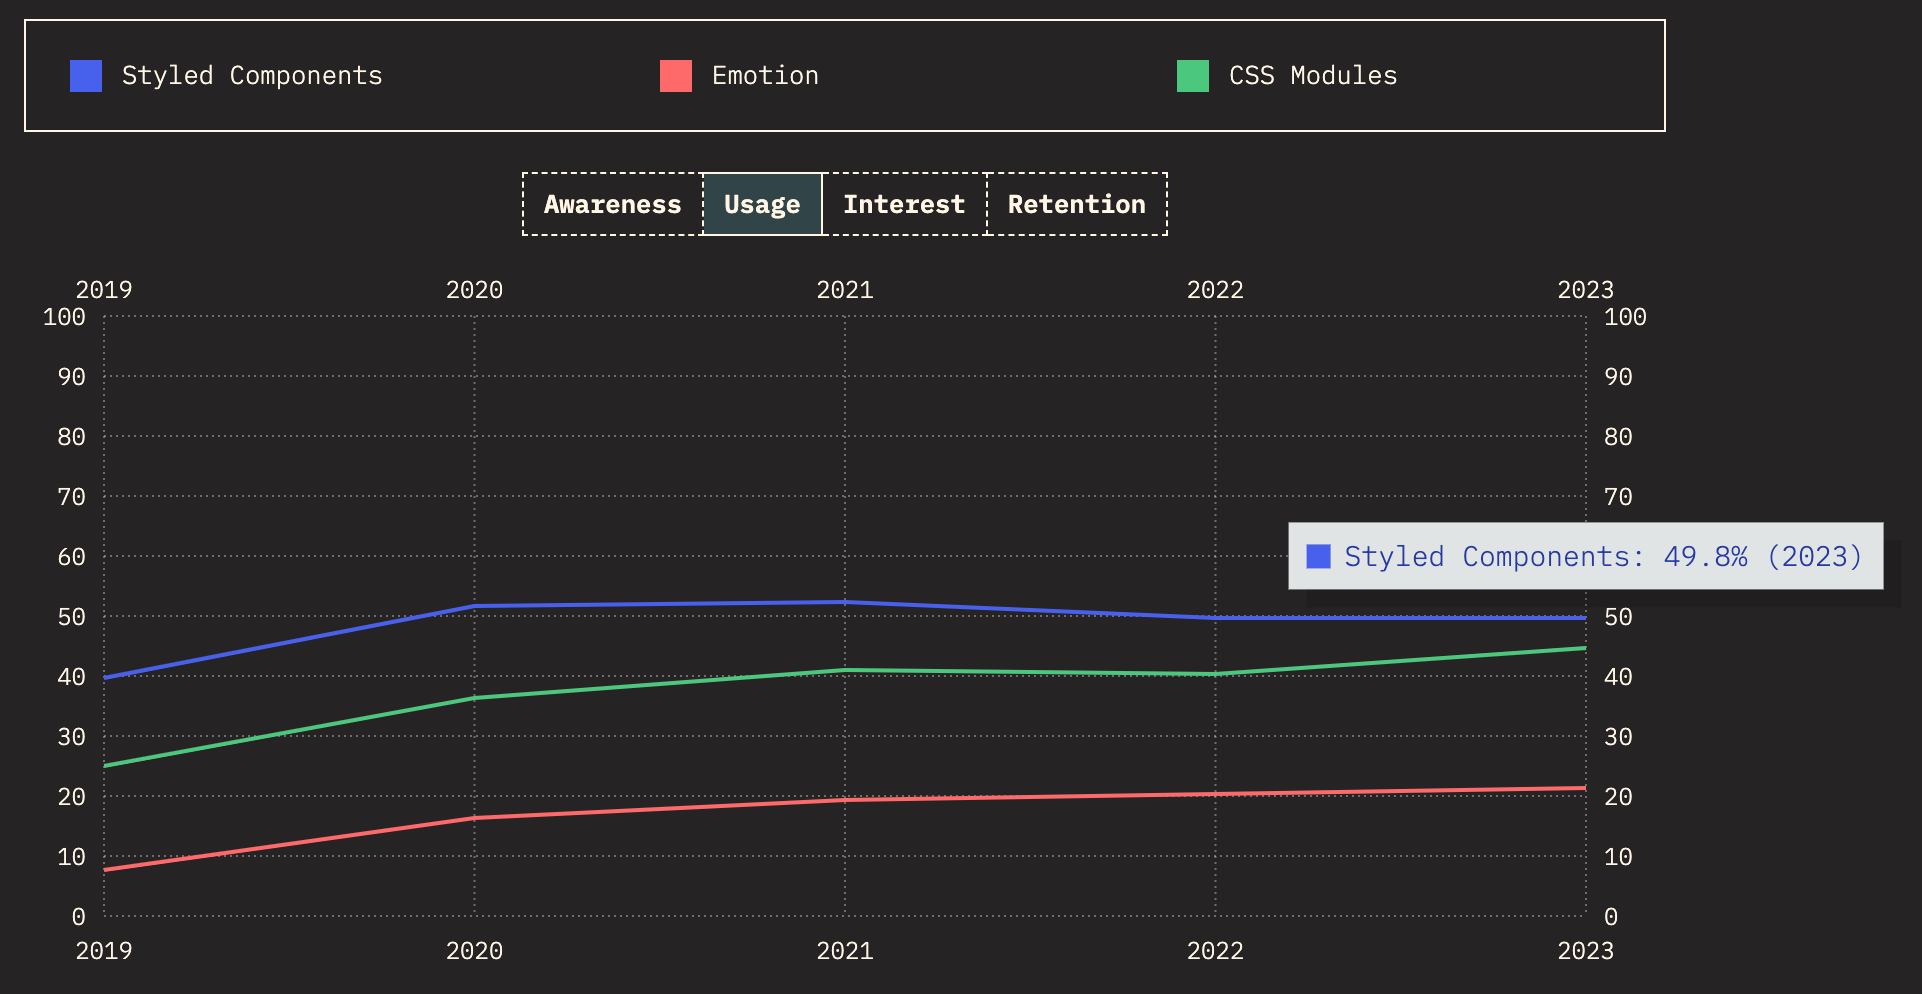 Styled Components Emotion CSS Modules
Awareness Usage Interest Retention
2019 2020 2021 2022 2023
100 100
90 90
80 80
70 70
60
Styled Components: 49.8% (2023)
50 50
40 40
30 30
20 20
10 10
0 0
2019 2020 2021 2022 2023